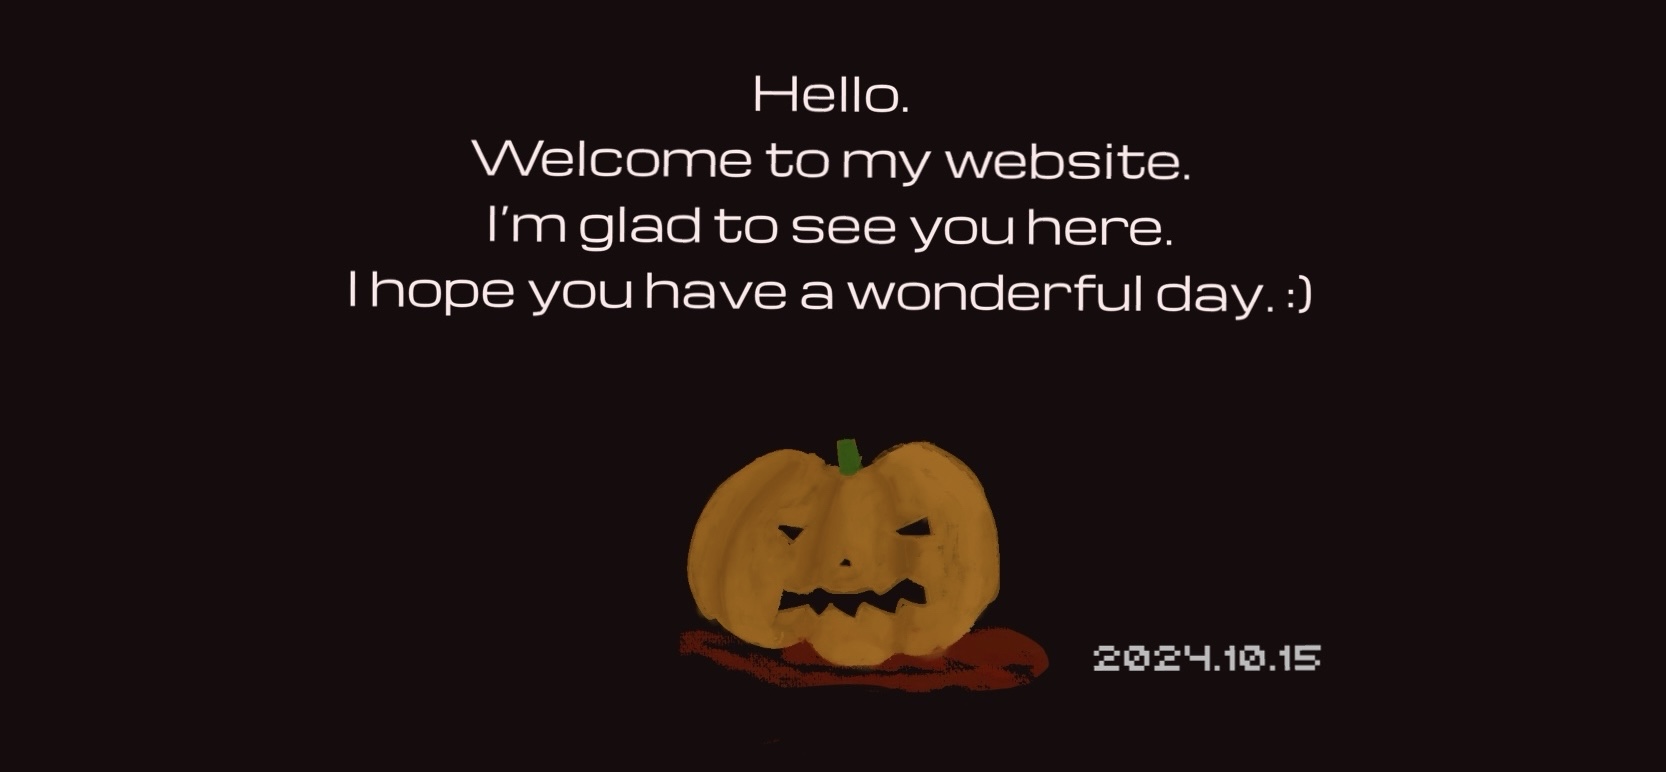 Hello.
Welcome to my website.
I'm glad to see you here.
I hope you have a wonderful day. :)
2024.10.15